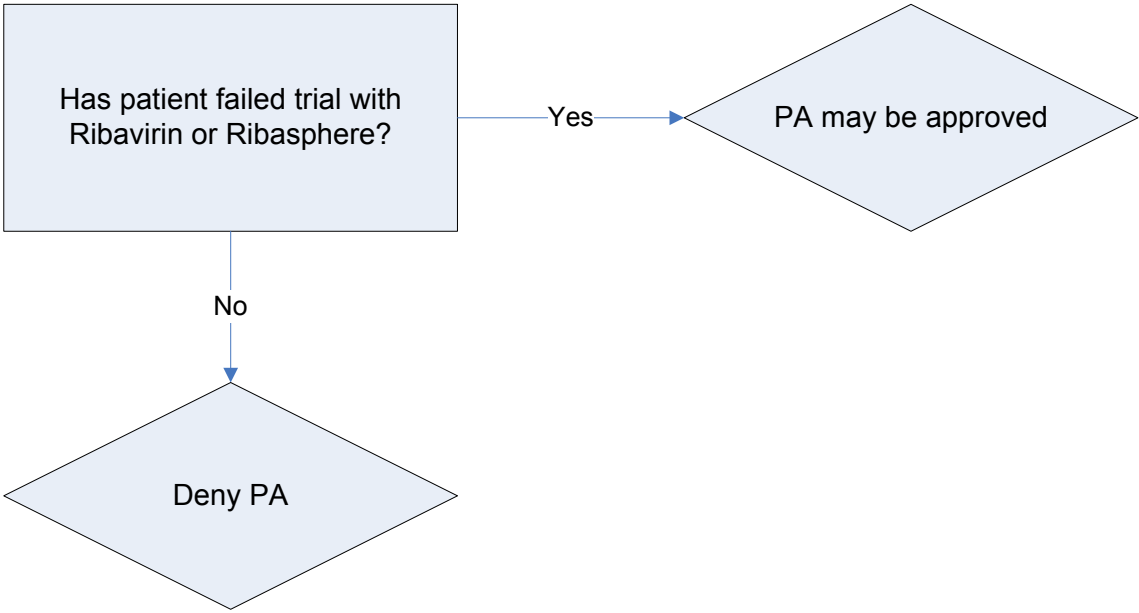 Has patient failed trial with
Ribavirin or Ribasphere?
Yes
PA may be approved
No
Deny PA